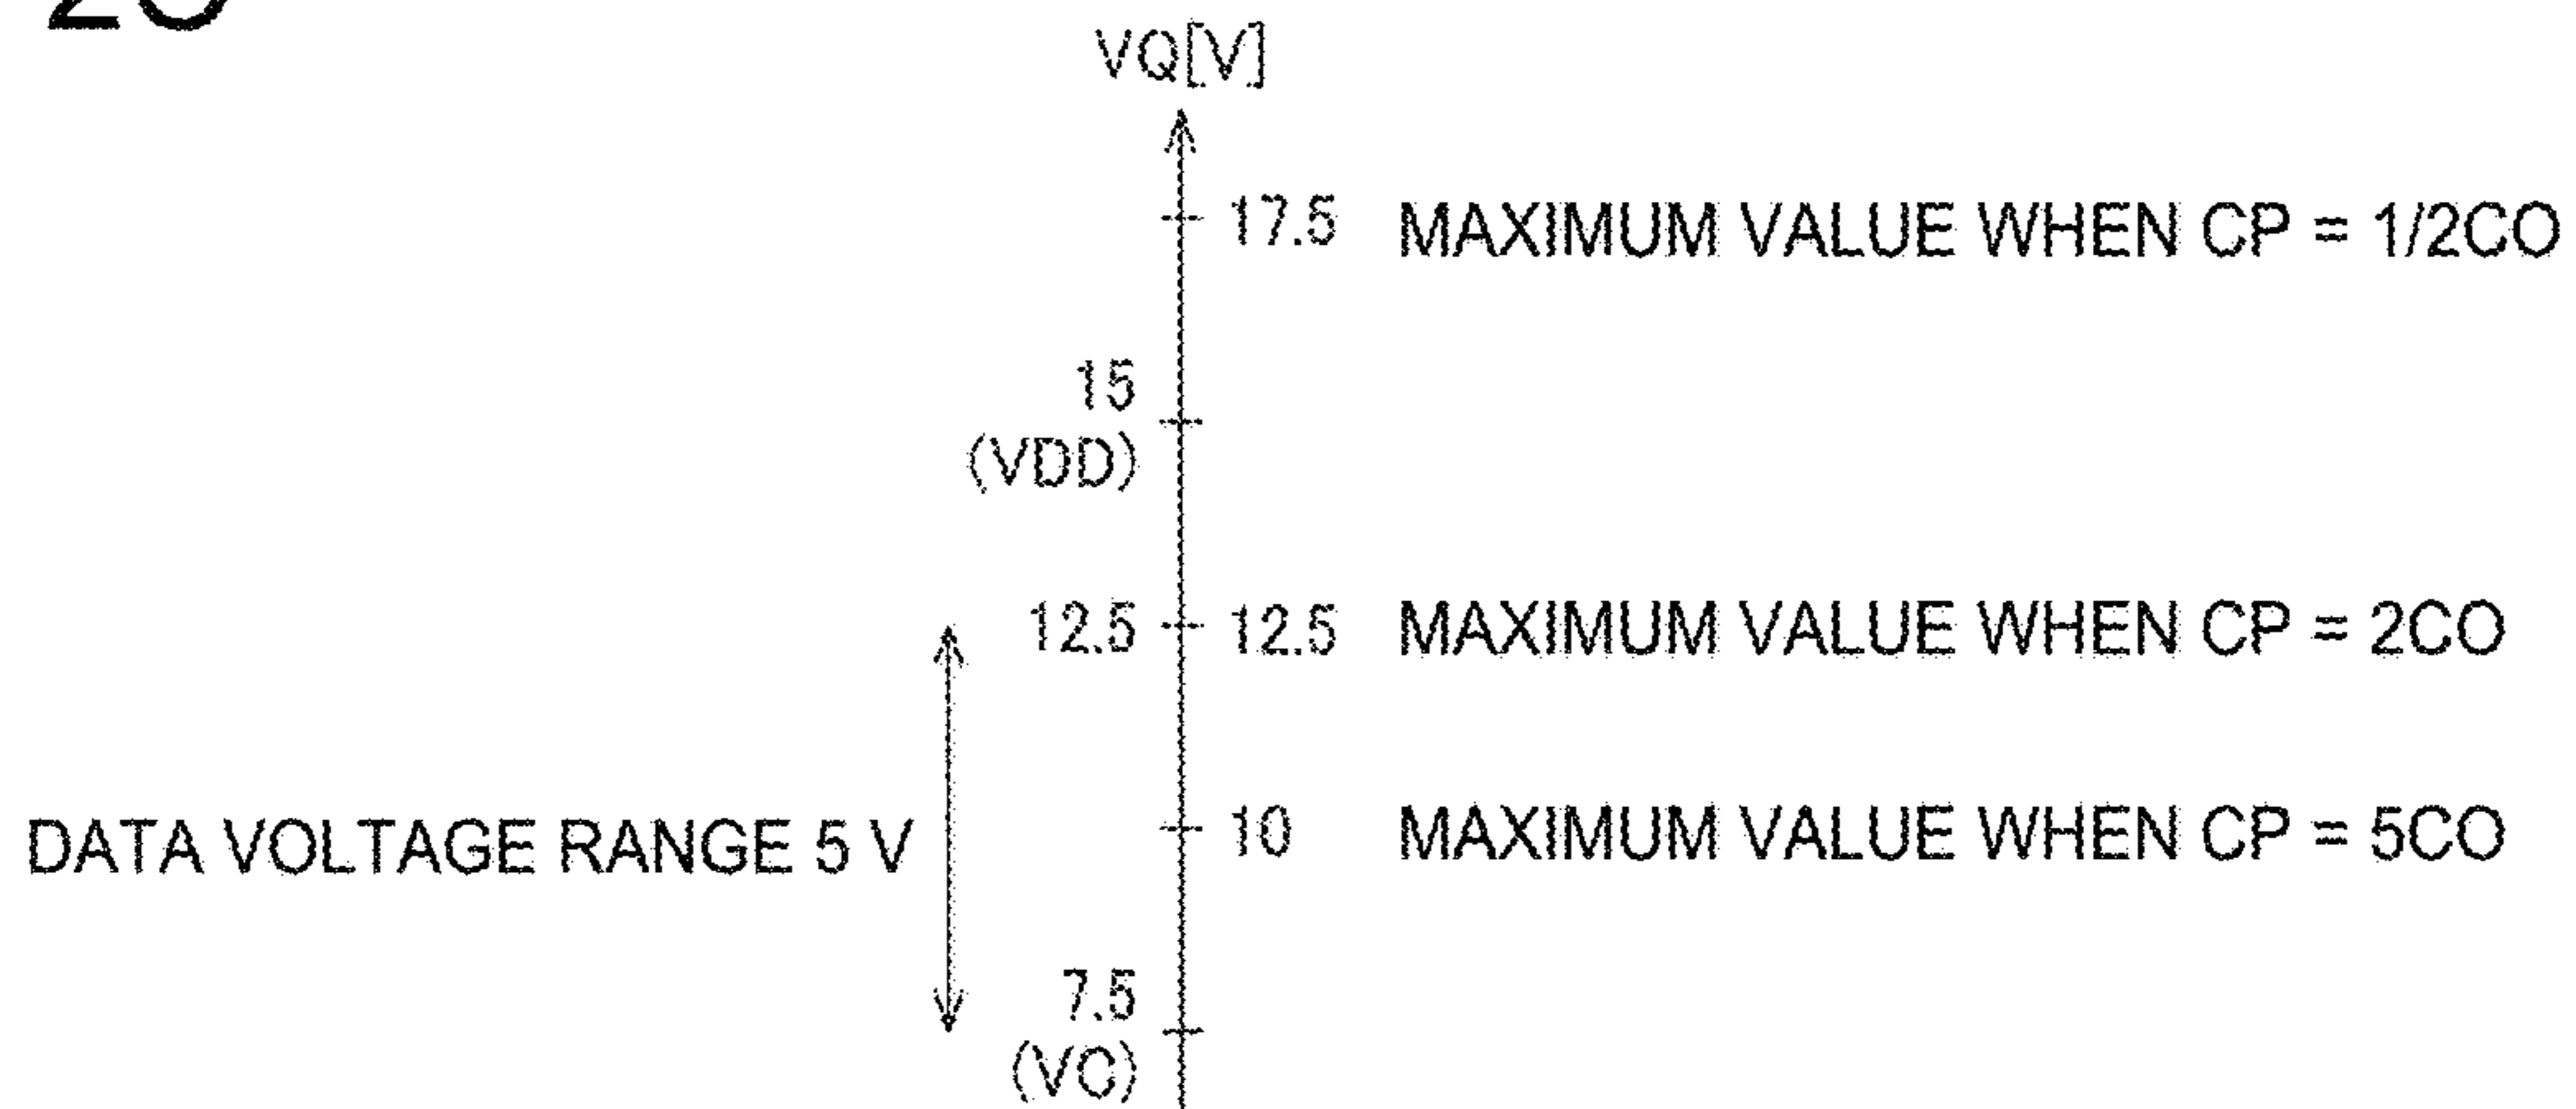 2C
VQ[V]
17.5 MAXIMUM VALUE WHEN CP = 1/2CO
15
(VDD)
12.5 12.5 MAXIMUM VALUE WHEN CP = 2CO
DATA VOLTAGE RANGE 5 V
10 MAXIMUM VALUE WHEN CP = 5CO
7.5
(VC)